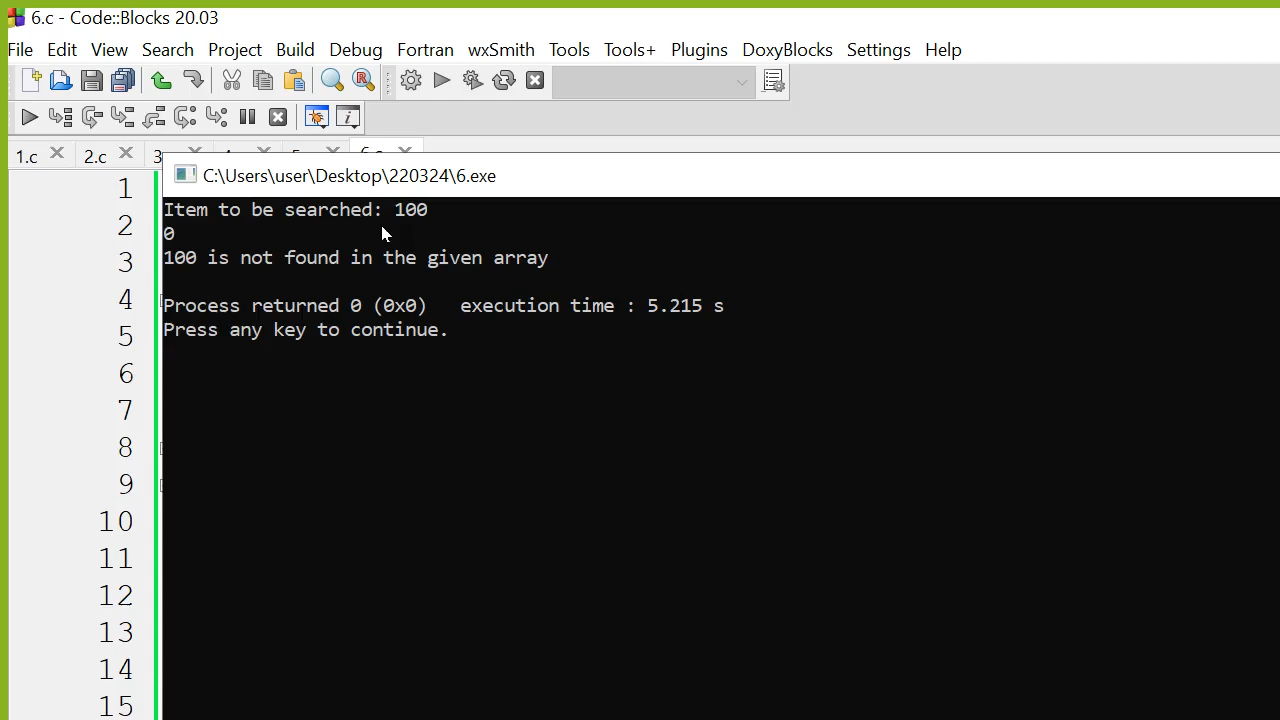 6.c - Code::Blocks 20.03
File Edit View Search Project Build Debug Fortran wxSmith Tools Tools+ Plugins DoxyBlocks Settings Help
1.c 2.c 3
C:\Users\user\Desktop\220324\6.exe
1
Item to be searched: 100
2
0
3
100 is not found in the given array
4
Process returned 0 (0x0)   execution time : 5.215 s
5
Press any key to continue.
6
7
8
9
10
11
12
13
14
15